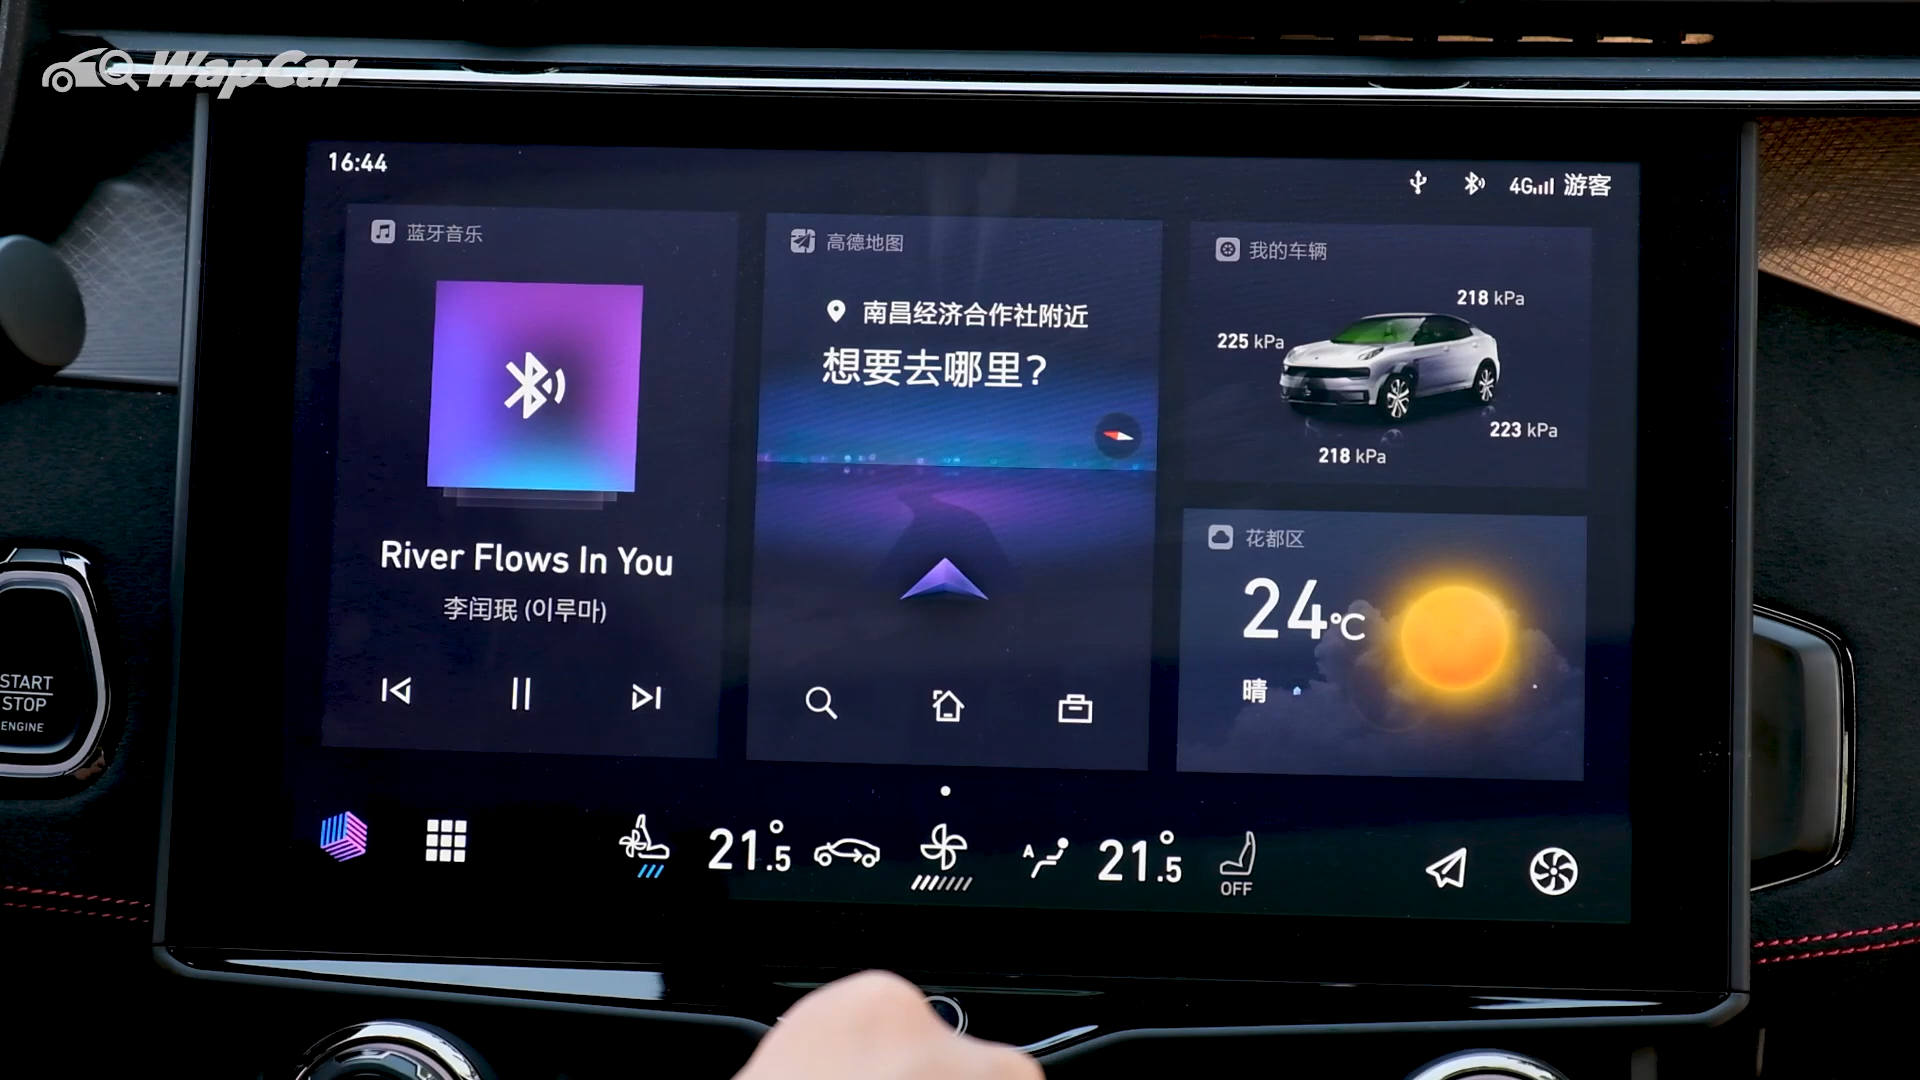 WapCar
16:44
4G 游客
蓝牙音乐
River Flows In You
李闰珉 (이루마)
高德地图
南昌经济合作社附近
想要去哪里?
我的车辆
218 kPa
225 kPa
223 kPa
218 kPa
花都区
24°C
晴
START
STOP
ENGINE
21.5°
A
21.5°
OFF